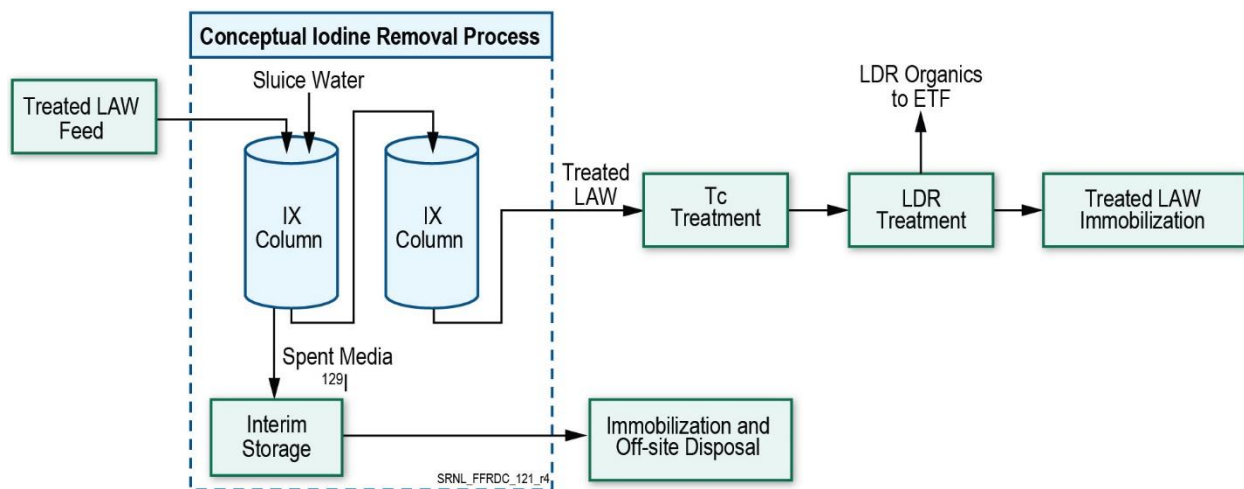 Conceptual Iodine Removal Process
Sluice Water
Treated LAW
Feed
IX
Column
IX
Column
Treated
LAW
Tc
Treatment
LDR Organics
to ETF
LDR
Treatment
Treated LAW
Immobilization
Spent Media
129I
Interim
Storage
Immobilization and
Off-site Disposal
SRNL_FFRDC_121_r4